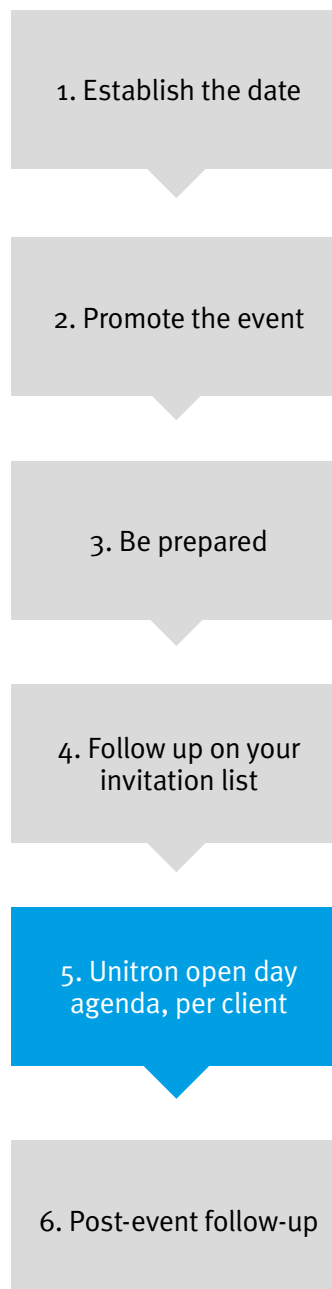 1. Establish the date
2. Promote the event
3. Be prepared
4. Follow up on your
invitation list
5. Unitron open day
agenda, per client
6. Post-event follow-up